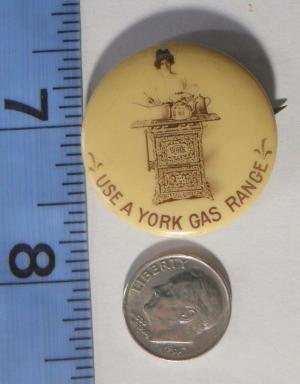 7
8
USE A YORK GAS RANGE
LIBERTY